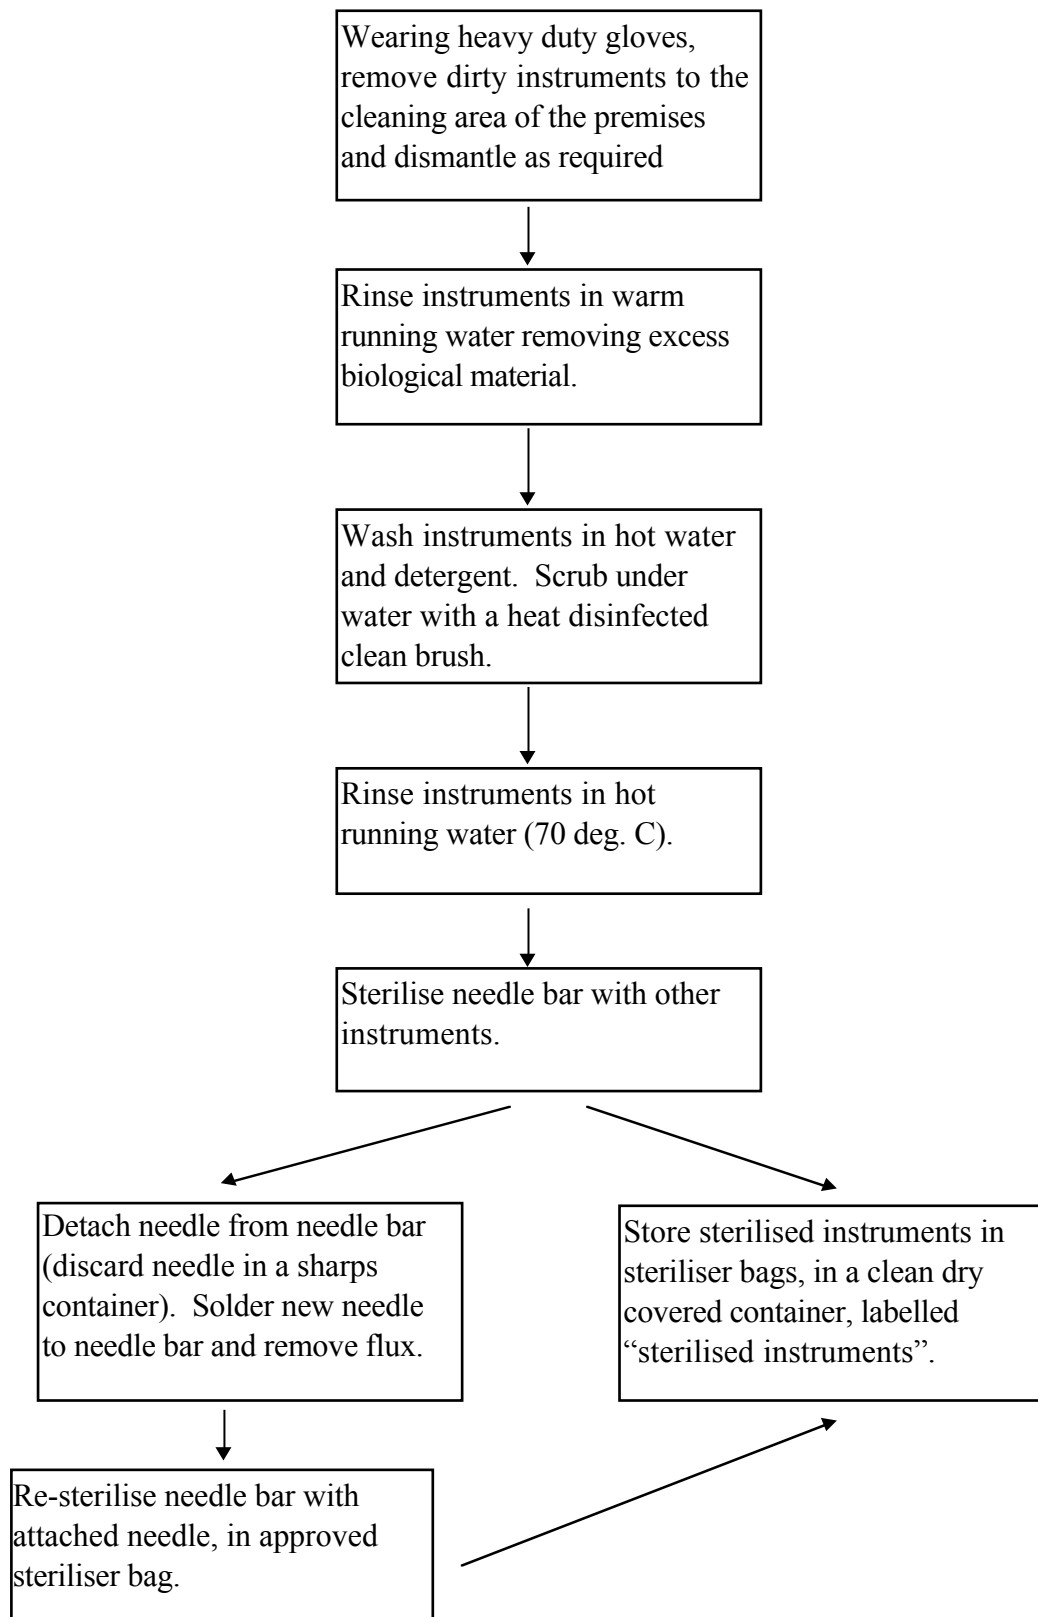 Wearing heavy duty gloves,
remove dirty instruments to the
cleaning area of the premises
and dismantle as required
Rinse instruments in warm
running water removing excess
biological material.
Wash instruments in hot water
and detergent.  Scrub under
water with a heat disinfected
clean brush.
Rinse instruments in hot
running water (70 deg. C).
Sterilise needle bar with other
instruments.
Detach needle from needle bar
(discard needle in a sharps
container).  Solder new needle
to needle bar and remove flux.
Store sterilised instruments in
steriliser bags, in a clean dry
covered container, labelled
“sterilised instruments”.
Re-sterilise needle bar with
attached needle, in approved
steriliser bag.